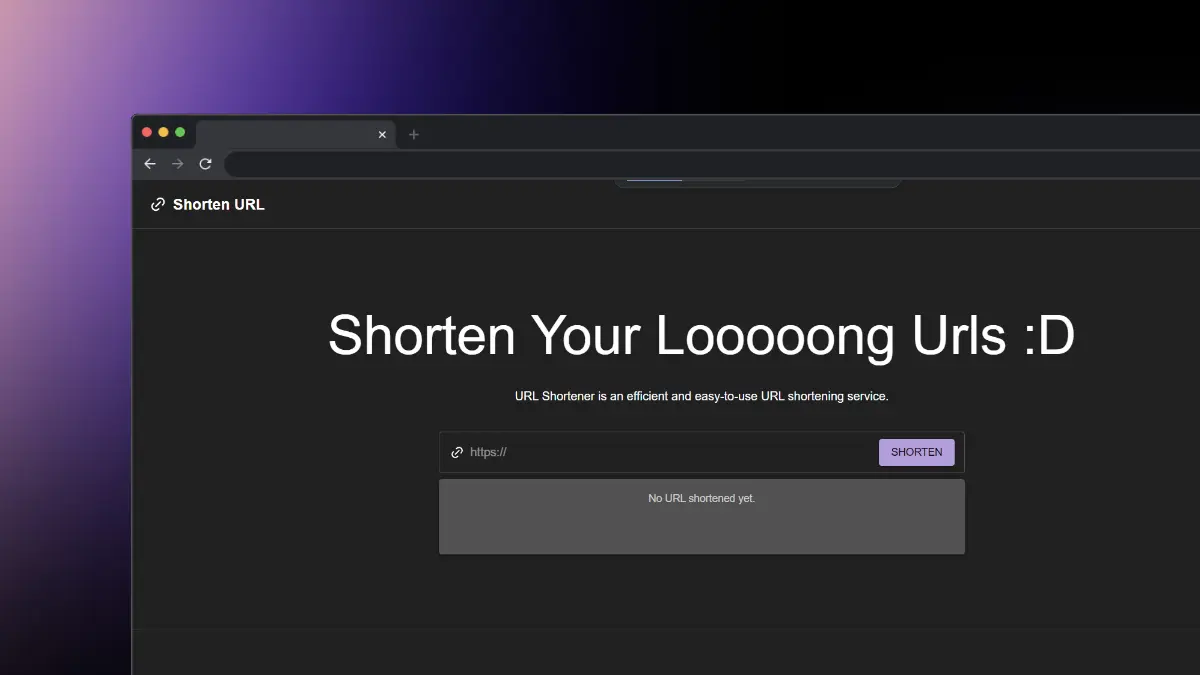 Shorten URL
Shorten Your Looooong Urls :D
URL Shortener is an efficient and easy-to-use URL shortening service.
https://
SHORTEN
No URL shortened yet.